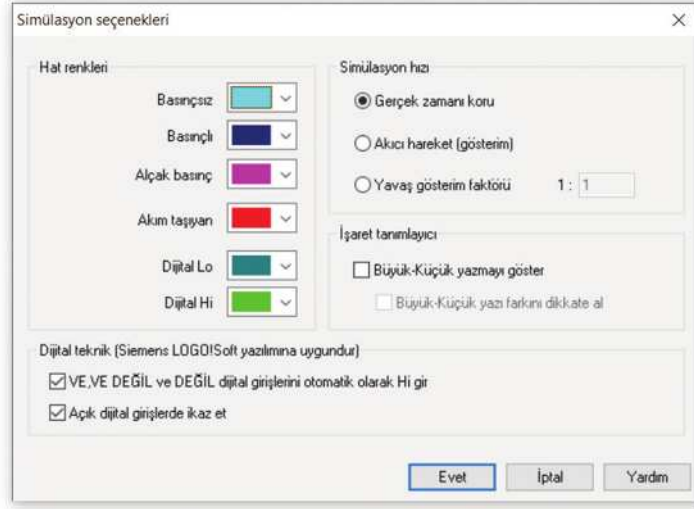 Simülasyon seçenekleri
Hat renkleri
Basınçsız
Basınçlı
Alçak basınç
Akım taşıyan
Dijital Lo
Dijital Hi
Simülasyon hızı
Gerçek zamanı koru
Akıcı hareket (gösterim)
Yavaş gösterim faktörü 1 : 1
İşaret tanımlayıcı
Büyük-Küçük yazmayı göster
Büyük-Küçük yazı farkını dikkate al
Dijital teknik (Siemens LOGO!Soft yazılımına uygundur)
VE,VE DEĞİL ve DEĞİL dijital girişlerini otomatik olarak Hi gir
Açık dijital girişlerde ikaz et
Evet İptal Yardım